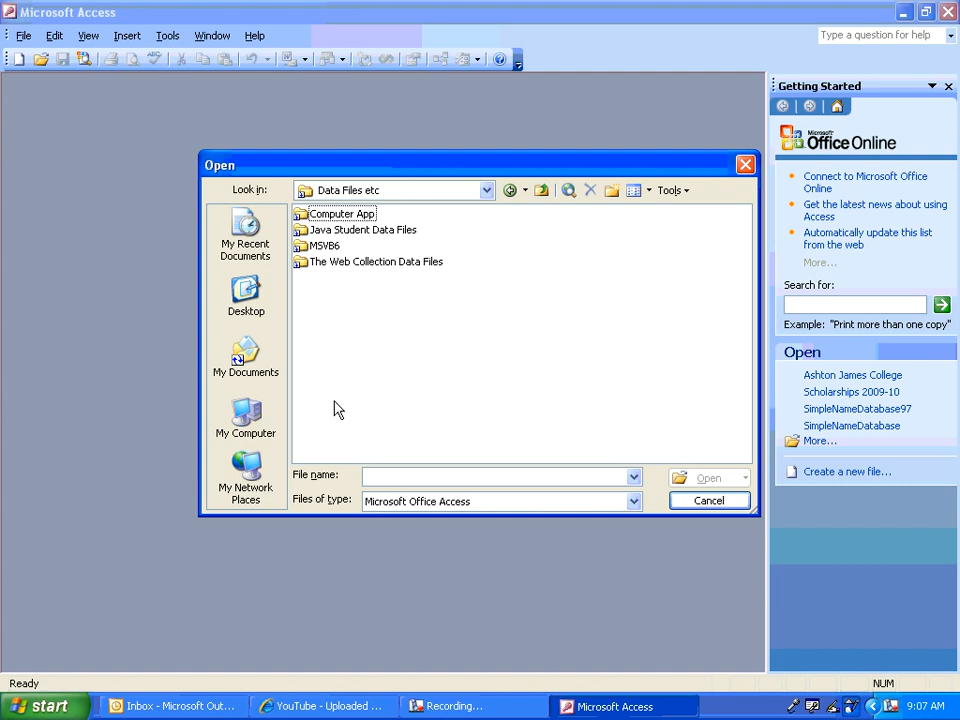 Microsoft Access
File Edit View Insert Tools Window Help
Type a question for help
Getting Started
Microsoft
Office Online
Connect to Microsoft Office
Online
Get the latest news about using
Access
Automatically update this list
from the web
More...
Search for:
Example: "Print more than one copy"
Open
Ashton James College
Scholarships 2009-10
SimpleNameDatabase97
SimpleNameDatabase
More...
Create a new file...
Open
Look in:
Data Files etc
Tools
My Recent
Documents
Desktop
My Documents
My Computer
My Network
Places
Computer App
Java Student Data Files
MSVB6
The Web Collection Data Files
File name:
Open
Files of type:
Microsoft Office Access
Cancel
Ready
NUM
start
Inbox - Microsoft Out...
YouTube - Uploaded ...
Recording...
Microsoft Access
9:07 AM